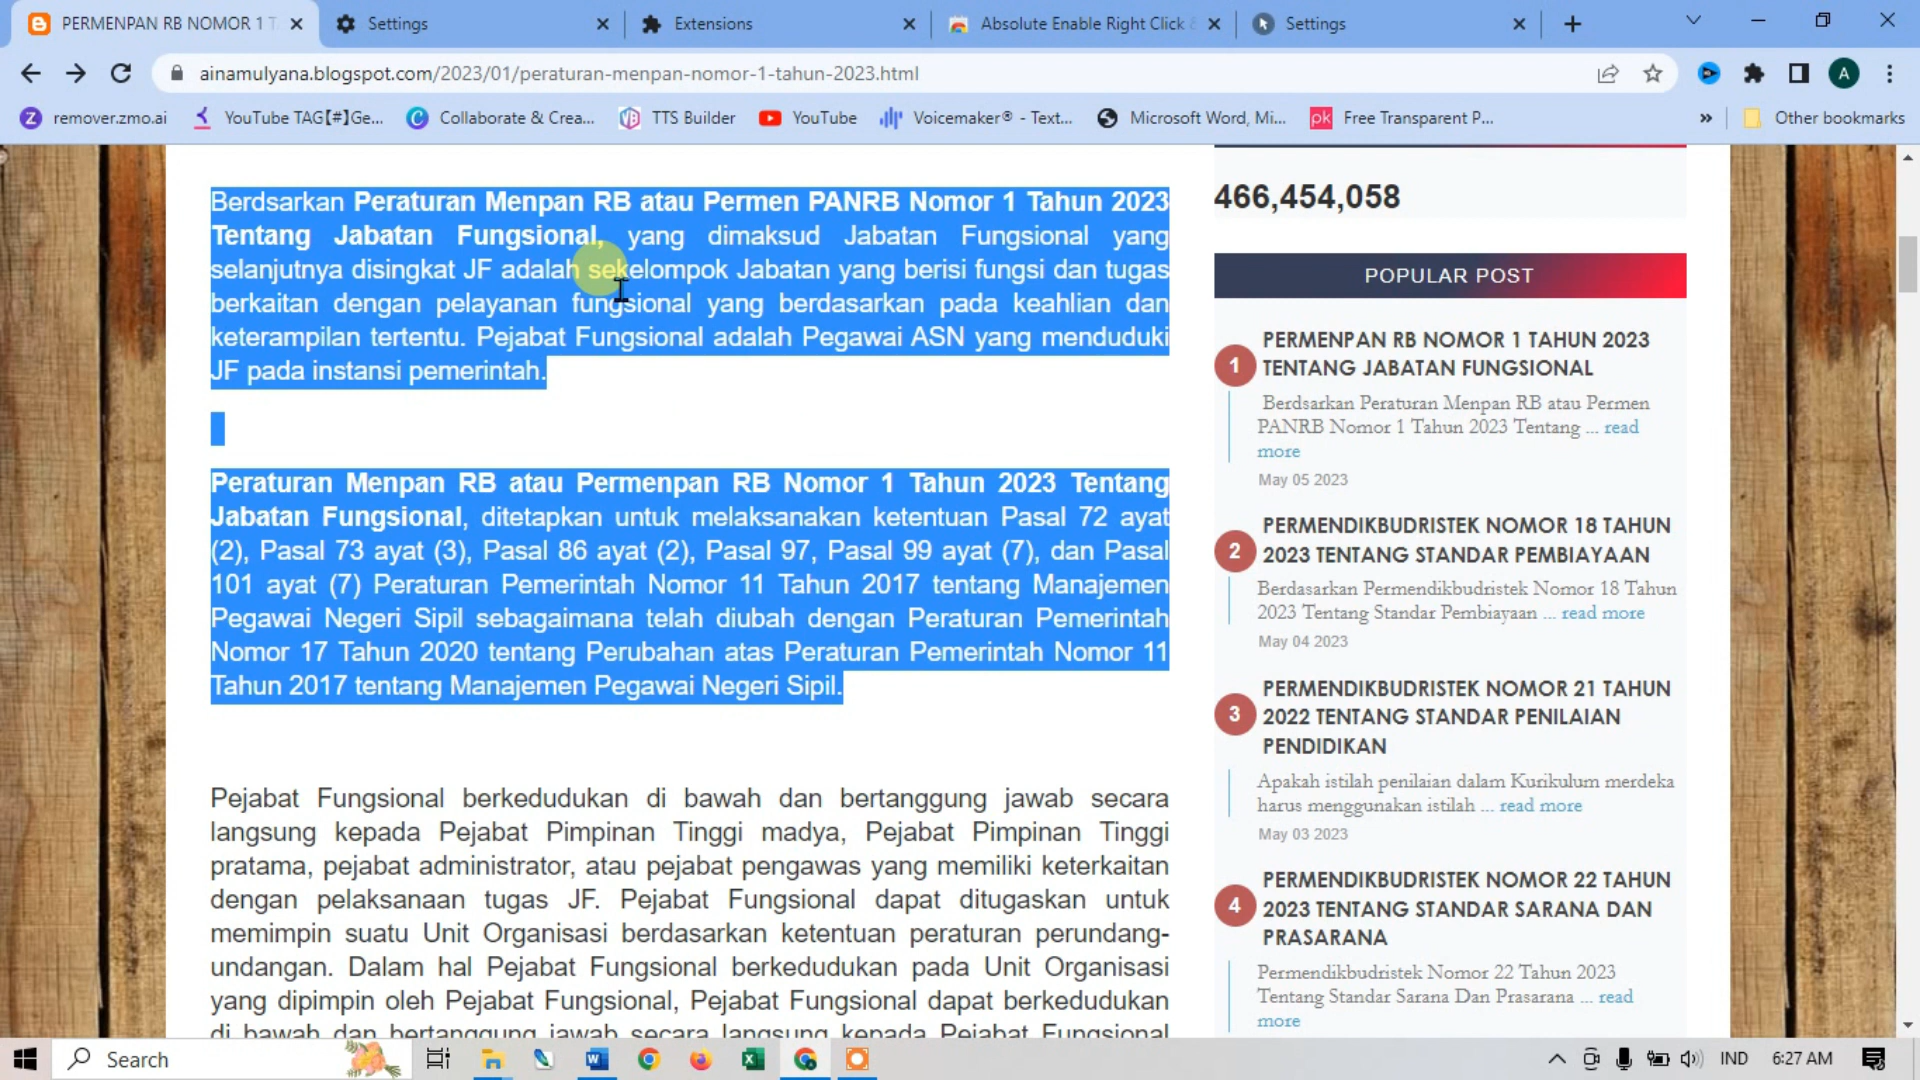 PERMENPAN RB NOMOR 1 T
Settings
Extensions
Absolute Enable Right Click &
Settings
ainamulyana.blogspot.com/2023/01/peraturan-menpan-nomor-1-tahun-2023.html
A
remover.zmo.ai
YouTube TAG【#】Ge...
Collaborate & Crea...
TTS Builder
YouTube
Voicemaker® - Text...
Microsoft Word, Mi...
Free Transparent P...
»
Other bookmarks
Berdsarkan Peraturan Menpan RB atau Permen PANRB Nomor 1 Tahun 2023
Tentang Jabatan Fungsional, yang dimaksud Jabatan Fungsional yang
selanjutnya disingkat JF adalah sekelompok Jabatan yang berisi fungsi dan tugas
berkaitan dengan pelayanan fungsional yang berdasarkan pada keahlian dan
keterampilan tertentu. Pejabat Fungsional adalah Pegawai ASN yang menduduki
JF pada instansi pemerintah.
Peraturan Menpan RB atau Permenpan RB Nomor 1 Tahun 2023 Tentang
Jabatan Fungsional, ditetapkan untuk melaksanakan ketentuan Pasal 72 ayat
(2), Pasal 73 ayat (3), Pasal 86 ayat (2), Pasal 97, Pasal 99 ayat (7), dan Pasal
101 ayat (7) Peraturan Pemerintah Nomor 11 Tahun 2017 tentang Manajemen
Pegawai Negeri Sipil sebagaimana telah diubah dengan Peraturan Pemerintah
Nomor 17 Tahun 2020 tentang Perubahan atas Peraturan Pemerintah Nomor 11
Tahun 2017 tentang Manajemen Pegawai Negeri Sipil.
Pejabat Fungsional berkedudukan di bawah dan bertanggung jawab secara
langsung kepada Pejabat Pimpinan Tinggi madya, Pejabat Pimpinan Tinggi
pratama, pejabat administrator, atau pejabat pengawas yang memiliki keterkaitan
dengan pelaksanaan tugas JF. Pejabat Fungsional dapat ditugaskan untuk
memimpin suatu Unit Organisasi berdasarkan ketentuan peraturan perundang-
undangan. Dalam hal Pejabat Fungsional berkedudukan pada Unit Organisasi
yang dipimpin oleh Pejabat Fungsional, Pejabat Fungsional dapat berkedudukan
di bawah dan bertanggung jawab secara langsung kepada Pejabat Fungsional
466,454,058
POPULAR POST
1
PERMENPAN RB NOMOR 1 TAHUN 2023
TENTANG JABATAN FUNGSIONAL
Berdsarkan Peraturan Menpan RB atau Permen
PANRB Nomor 1 Tahun 2023 Tentang ... read
more
May 05 2023
2
PERMENDIKBUDRISTEK NOMOR 18 TAHUN
2023 TENTANG STANDAR PEMBIAYAAN
Berdasarkan Permendikbudristek Nomor 18 Tahun
2023 Tentang Standar Pembiayaan ... read more
May 04 2023
3
PERMENDIKBUDRISTEK NOMOR 21 TAHUN
2022 TENTANG STANDAR PENILAIAN
PENDIDIKAN
Apakah istilah penilaian dalam Kurikulum merdeka
harus menggunakan istilah ... read more
May 03 2023
4
PERMENDIKBUDRISTEK NOMOR 22 TAHUN
2023 TENTANG STANDAR SARANA DAN
PRASARANA
Permendikbudristek Nomor 22 Tahun 2023
Tentang Standar Sarana Dan Prasarana ... read
more
Search
IND
6:27 AM